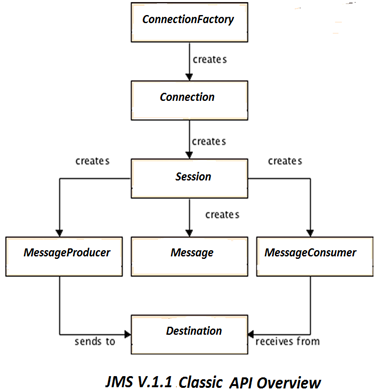 ConnectionFactory
creates
Connection
creates
creates
Session
creates
creates
MessageProducer
Message
MessageConsumer
sends to
Destination
receives from
JMS V.1.1 Classic API Overview